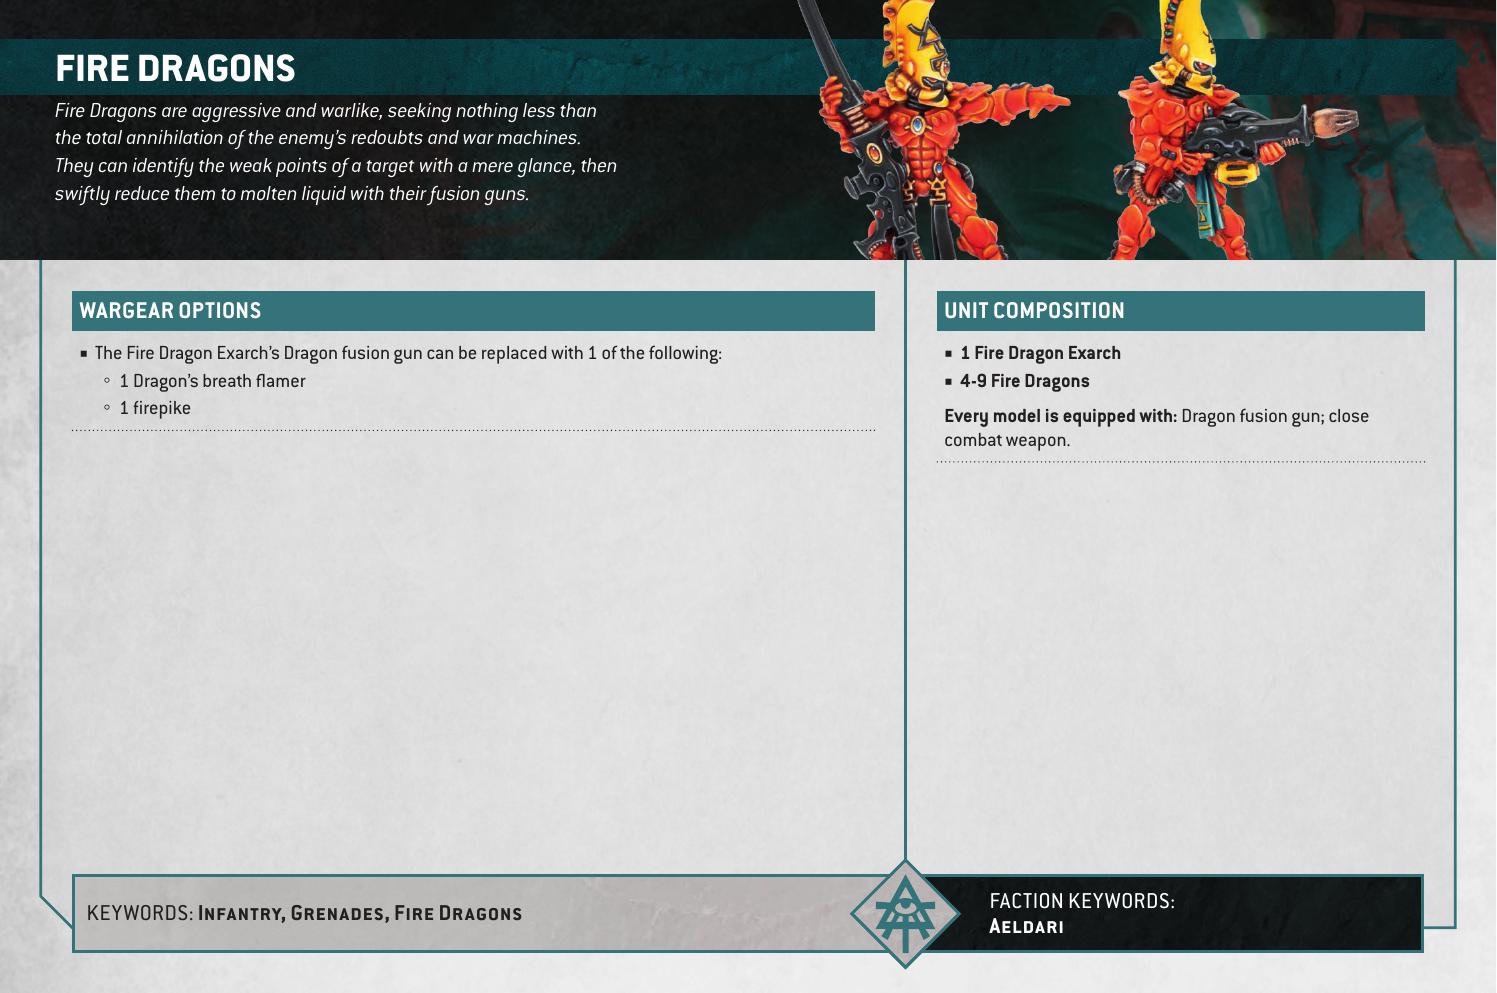 FIRE DRAGONS
Fire Dragons are aggressive and warlike, seeking nothing less than
the total annihilation of the enemy’s redoubts and war machines.
They can identify the weak points of a target with a mere glance, then
swiftly reduce them to molten liquid with their fusion guns.
WARGEAR OPTIONS
■ The Fire Dragon Exarch’s Dragon fusion gun can be replaced with 1 of the following:
◦ 1 Dragon’s breath flamer
◦ 1 firepike
UNIT COMPOSITION
■ 1 Fire Dragon Exarch
■ 4-9 Fire Dragons
Every model is equipped with: Dragon fusion gun; close
combat weapon.
KEYWORDS: Infantry, Grenades, Fire Dragons
FACTION KEYWORDS:
Aeldari